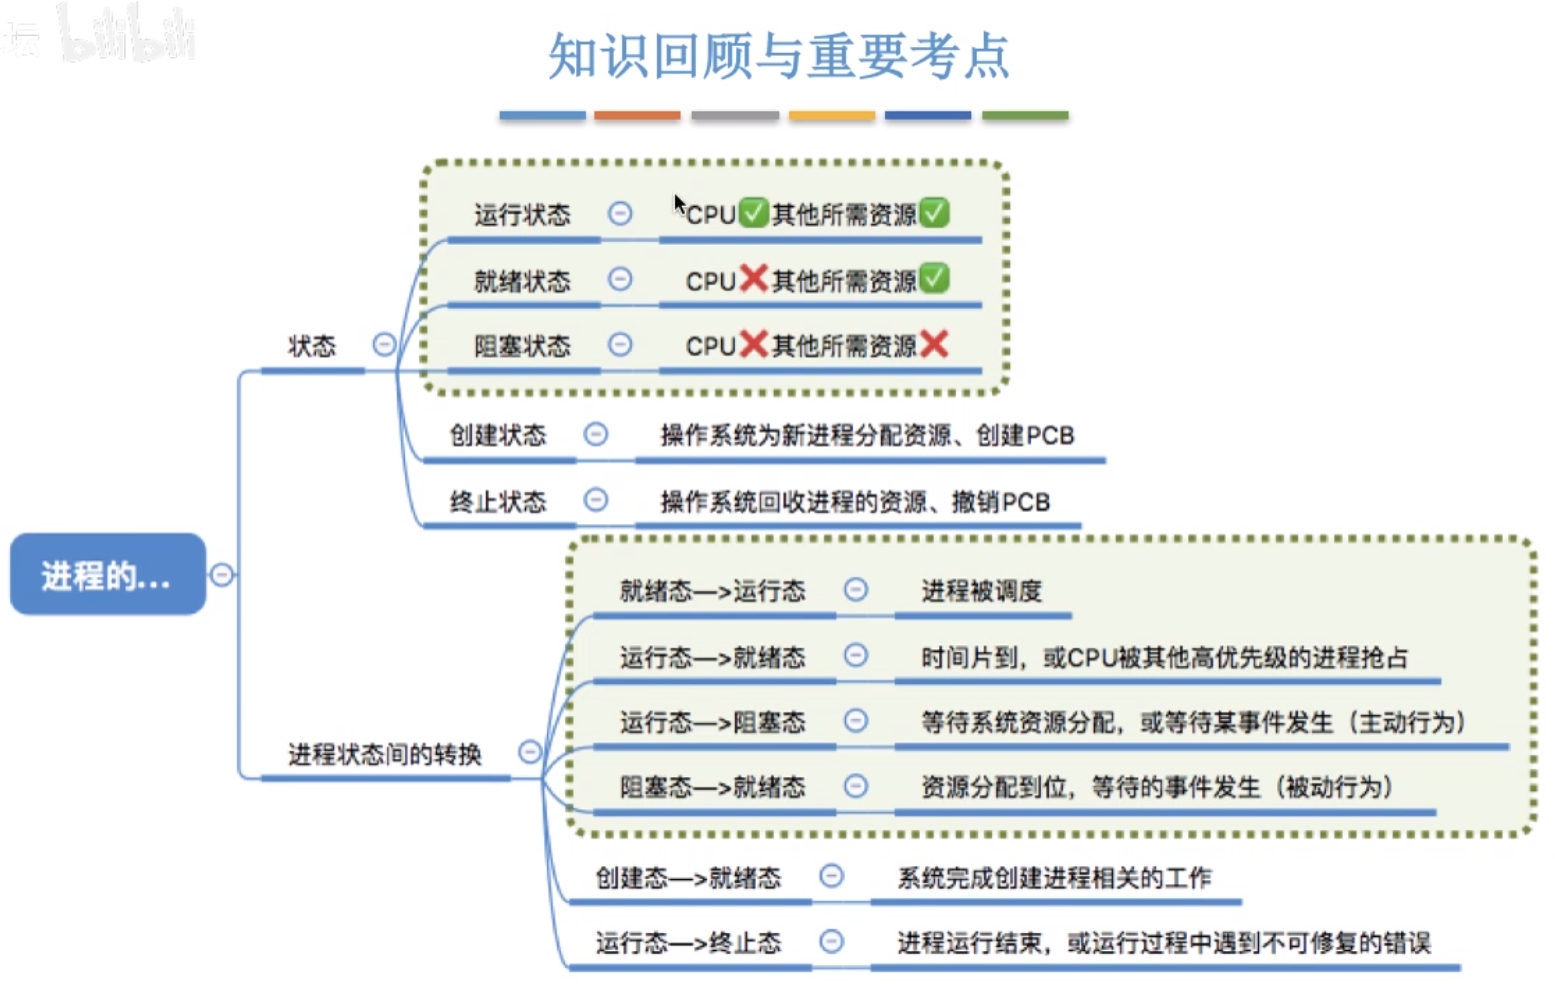 坛 bilibili
知识回顾与重要考点
运行状态 CPU✅其他所需资源✅
就绪状态 CPU❌其他所需资源✅
状态
阻塞状态 CPU❌其他所需资源❌
创建状态 操作系统为新进程分配资源、创建PCB
终止状态 操作系统回收进程的资源、撤销PCB
进程的...
就绪态—>运行态 进程被调度
运行态—>就绪态 时间片到，或CPU被其他高优先级的进程抢占
运行态—>阻塞态 等待系统资源分配，或等待某事件发生（主动行为）
进程状态间的转换
阻塞态—>就绪态 资源分配到位，等待的事件发生（被动行为）
创建态—>就绪态 系统完成创建进程相关的工作
运行态—>终止态 进程运行结束，或运行过程中遇到不可修复的错误